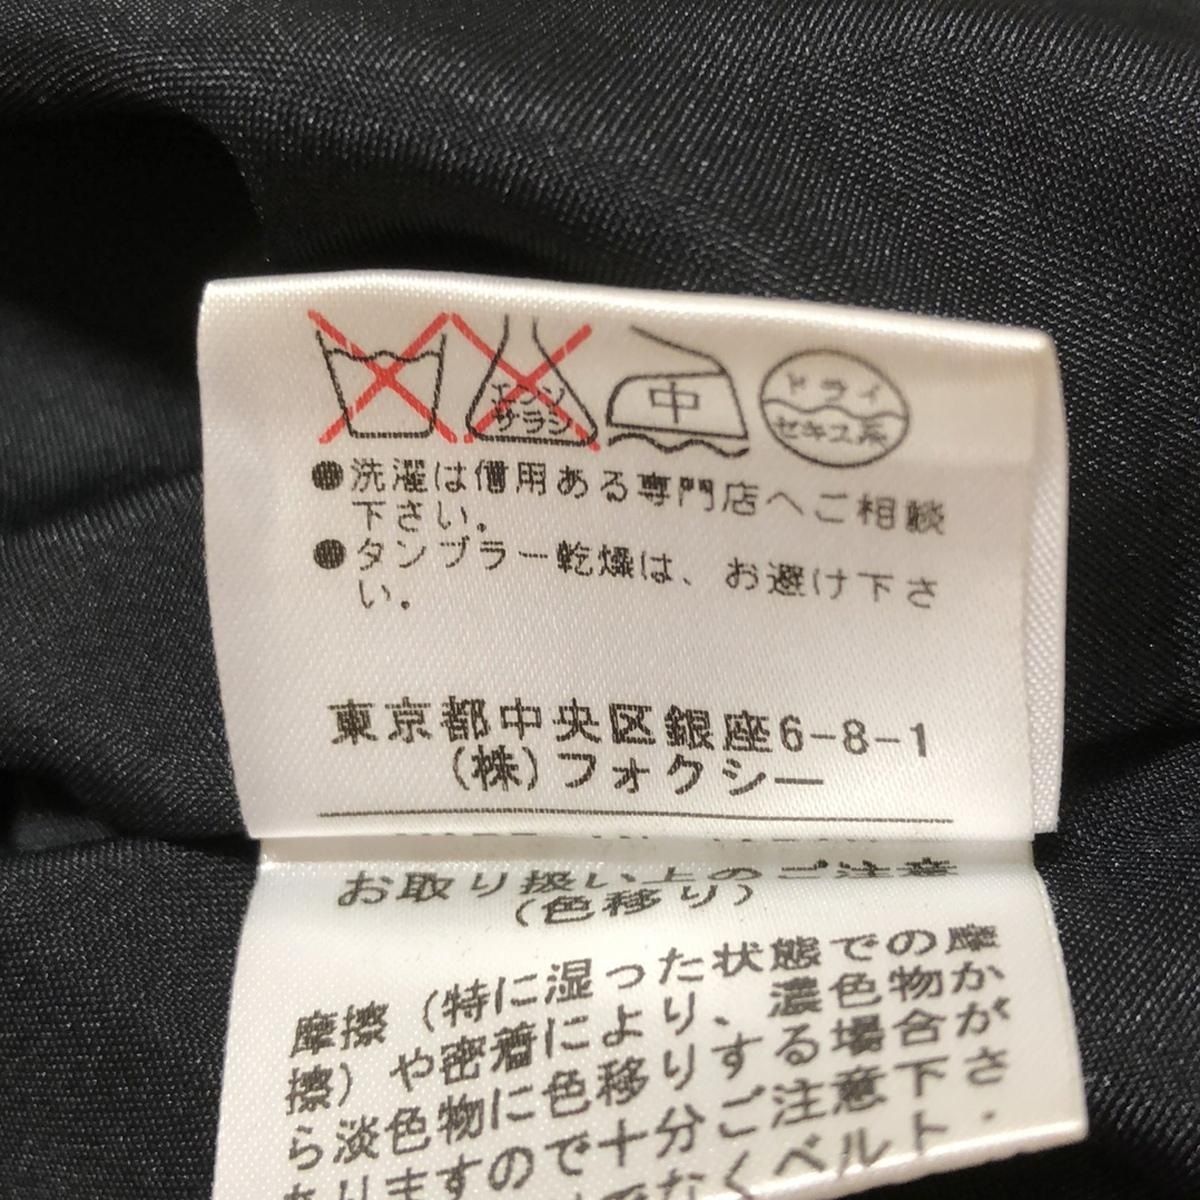 エンソ
サラシ
中
ドライ
セキユ系
●洗濯は信用ある専門店へご相談
下さい。
●タンブラー乾燥は、お避け下さ
い。
東京都中央区銀座6-8-1
(株)フォクシー
お取り扱い上のご注意
(色移り)
摩擦(特に湿った状態での摩
擦)や密着により、濃色物か
ら淡色物に色移りする場合が
ありますので十分ご注意下さ
でなくベルト・